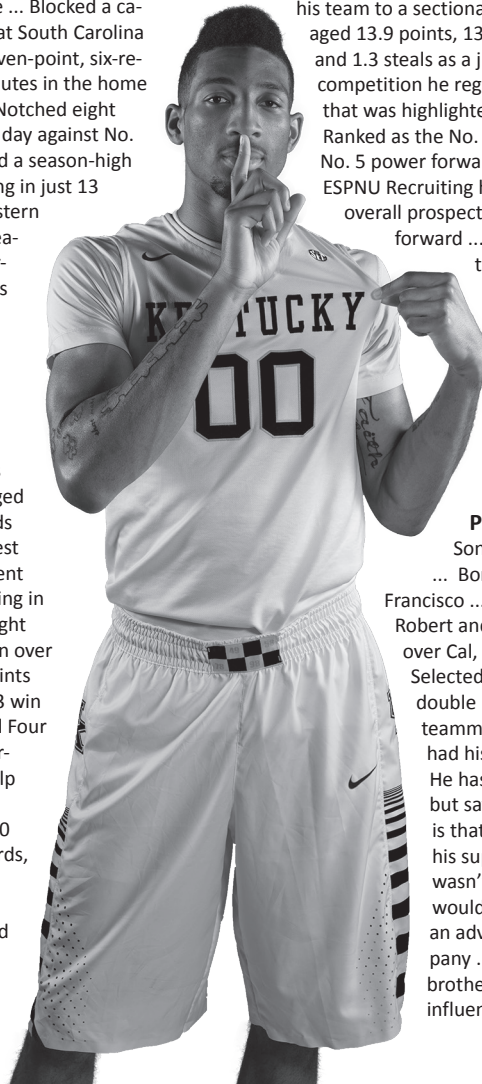 e ... Blocked a ca-
at South Carolina
ven-point, six-re-
utes in the home
Notched eight
day against No.
d a season-high
ng in just 13
stern
ea-
r-
s
ged
ds
est
ent
ing in
ght
n over
ints
3 win
l Four
r-
lp
0
rds,
d
his team to a sectional
aged 13.9 points, 13
and 1.3 steals as a j
competition he reg
that was highlighte
Ranked as the No.
No. 5 power forwa
ESPNU Recruiting h
overall prospect
forward ...
t
P
Son
... Bor
Francisco ...
Robert and
over Cal,
Selected
double
teamm
had his
He has
but sa
is that
his su
wasn'
would
an adv
pany .
brothe
influen
KENTUCKY
00
faith